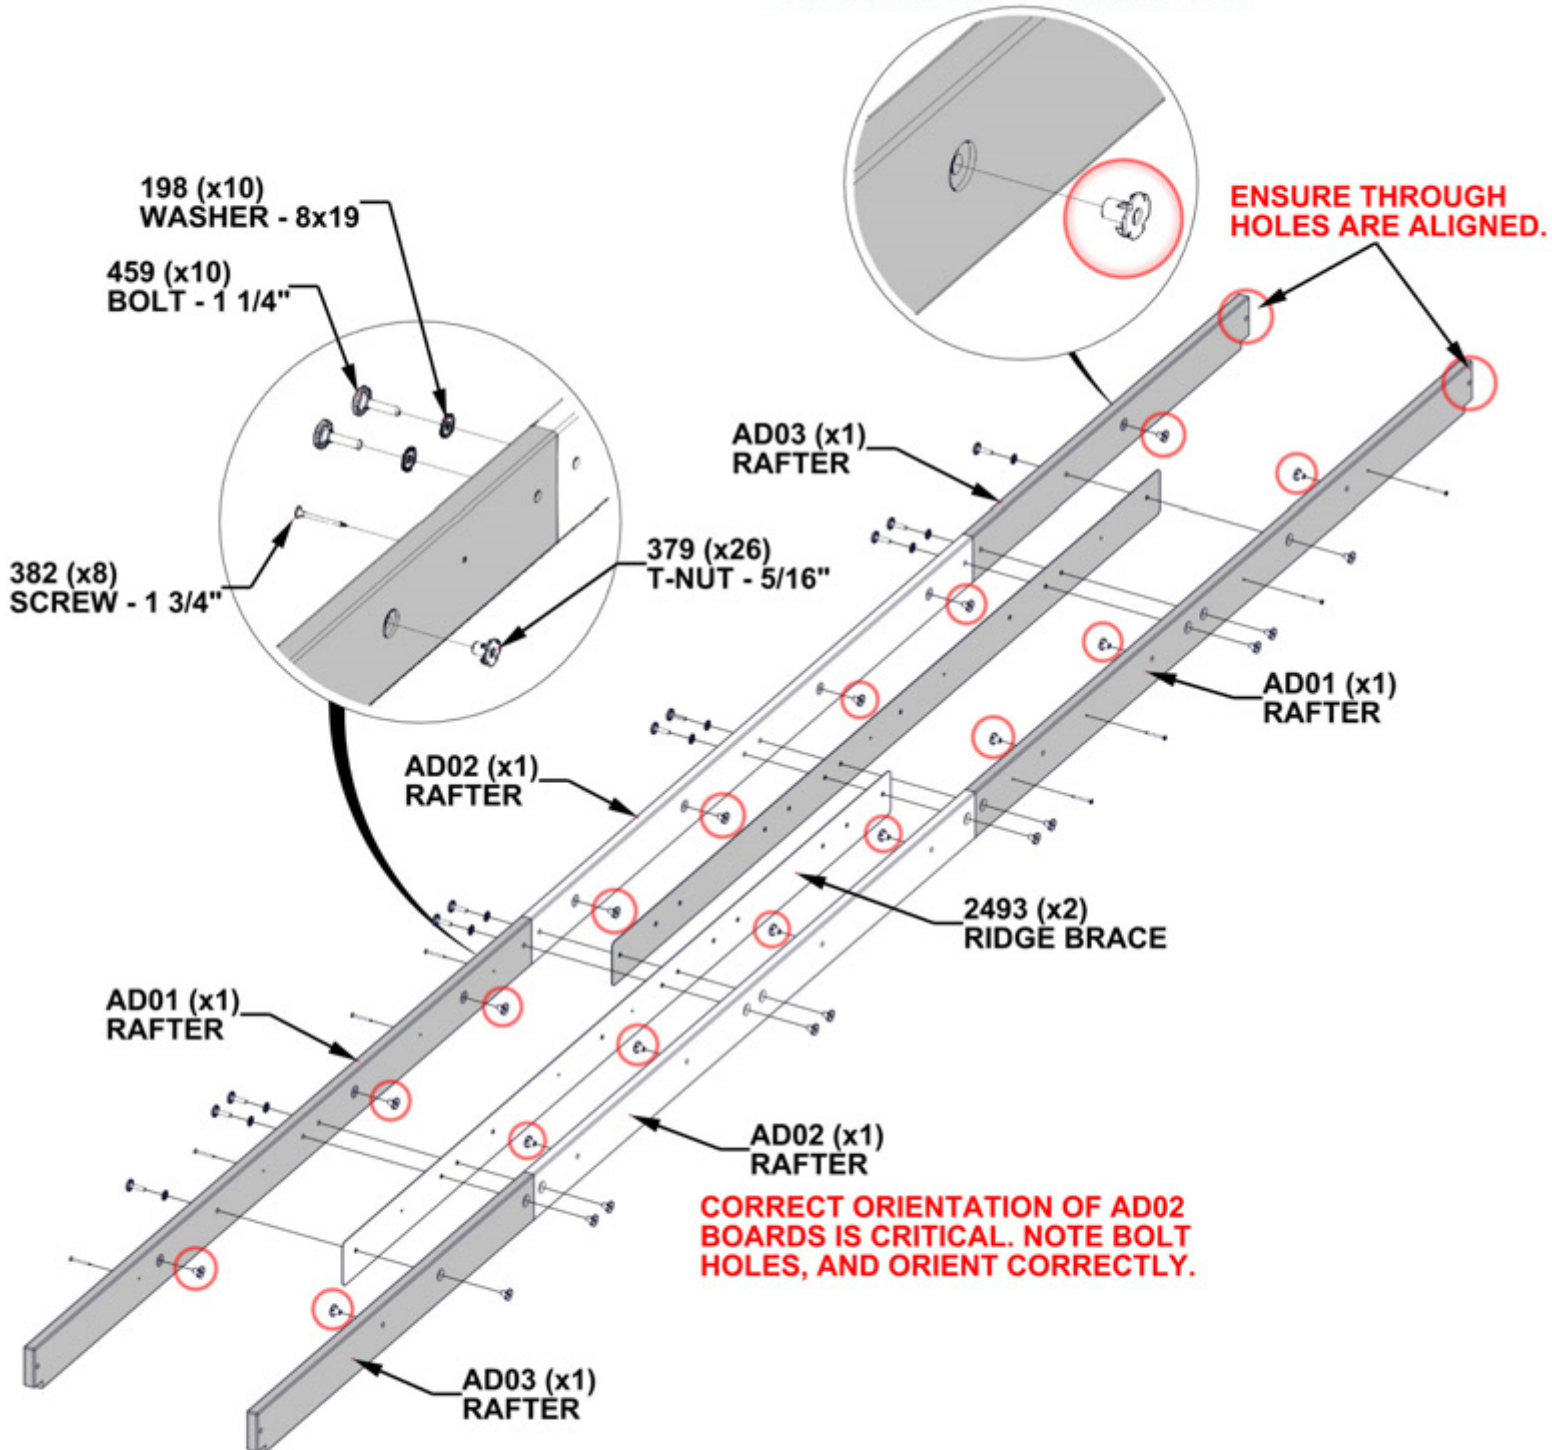 198 (x10)
WASHER - 8x19
459 (x10)
BOLT - 1 1/4"
ENSURE THROUGH
HOLES ARE ALIGNED.
AD03 (x1)
RAFTER
382 (x8)
SCREW - 1 3/4"
379 (x26)
T-NUT - 5/16"
AD01 (x1)
RAFTER
AD02 (x1)
RAFTER
2493 (x2)
RIDGE BRACE
AD01 (x1)
RAFTER
AD02 (x1)
RAFTER
CORRECT ORIENTATION OF AD02
BOARDS IS CRITICAL. NOTE BOLT
HOLES, AND ORIENT CORRECTLY.
AD03 (x1)
RAFTER